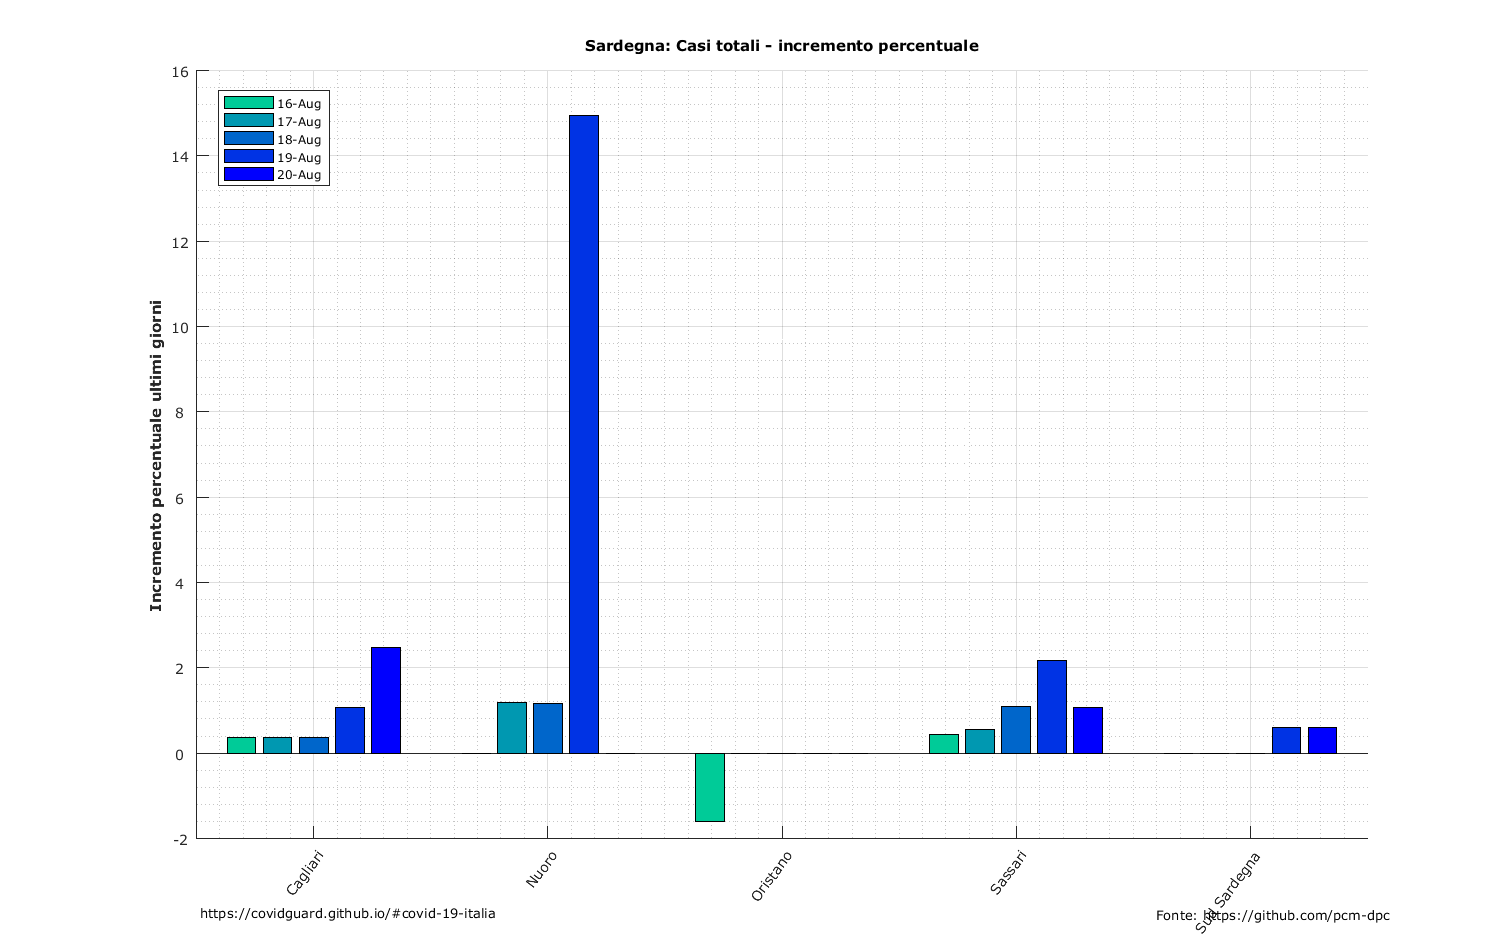 Sardegna: Casi totali - incremento percentuale
16
14
12
10
8
6
4
2
0
-2
Incremento percentuale ultimi giorni
16-Aug
17-Aug
18-Aug
19-Aug
20-Aug
Cagliari
Nuoro
Oristano
Sassari
Sud Sardegna
https://covidguard.github.io/#covid-19-italia
Fonte: https://github.com/pcm-dpc